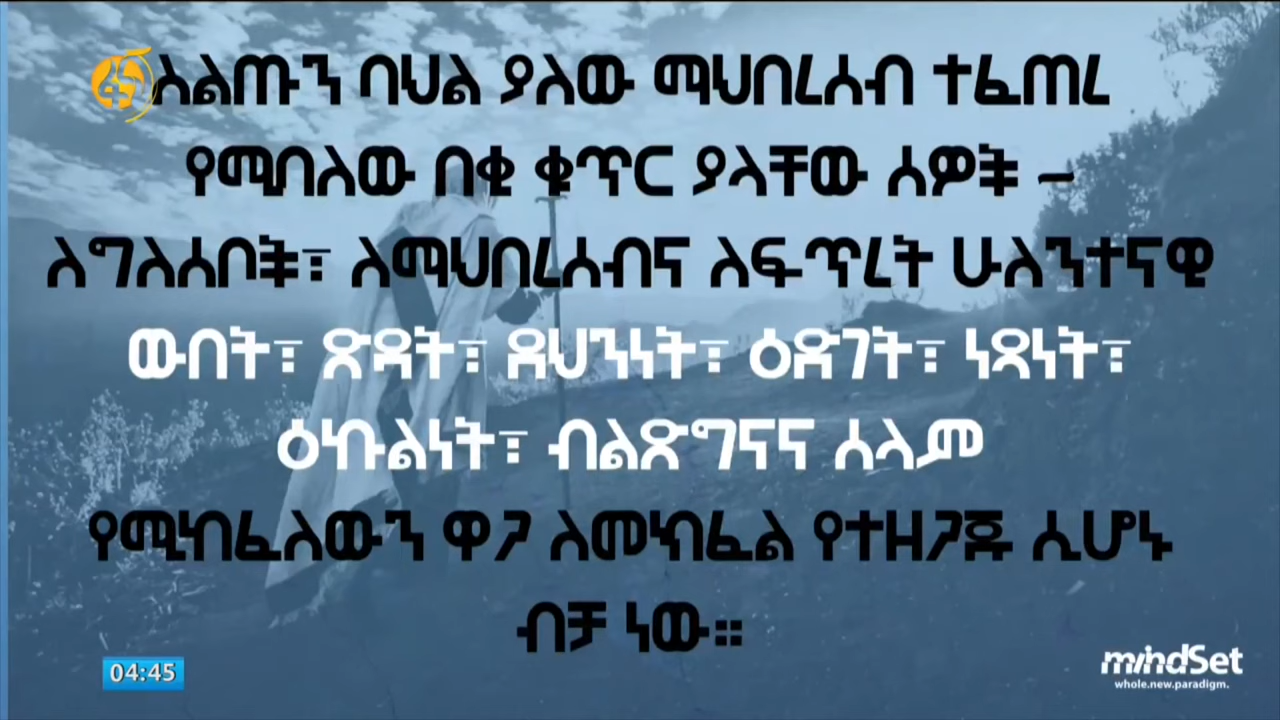 ስልጡን ባህል ያለው ማህበረሰብ ተፈጠረ
የሚባለው በቂ ቁጥር ያላቸው ሰዎች –
ለግለሰቦች፣ ለማህበረሰብና ለፍጥረት ሁለንተናዊ
ውበት፣ ጽዳት፣ ደህንነት፣ ዕድገት፣ ነጻነት፣
ዕኩልነት፣ ብልጽግናና ሰላም
የሚከፈለውን ዋጋ ለመክፈል የተዘጋጁ ሲሆኑ
ብቻ ነው።
04:45
mindSet
whole.new.paradigm.